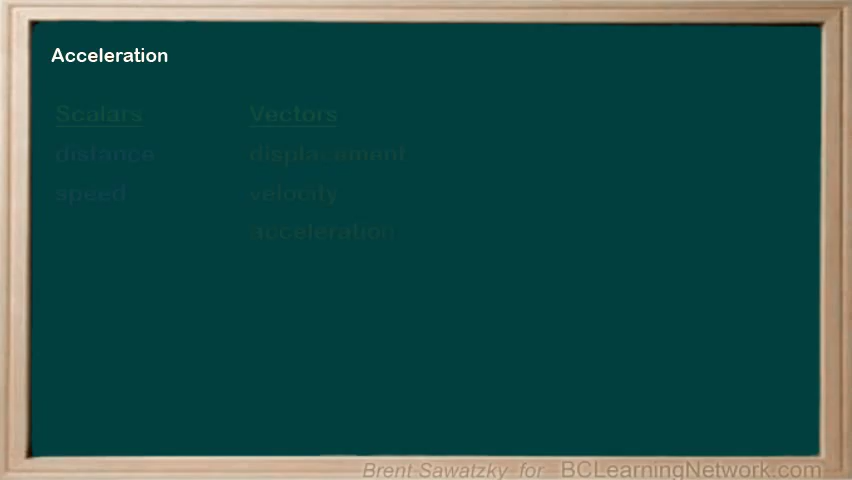 Acceleration
Scalars Vectors
distance displacement
speed velocity
acceleration
Brent Sawatzky for BCLearningNetwork.com